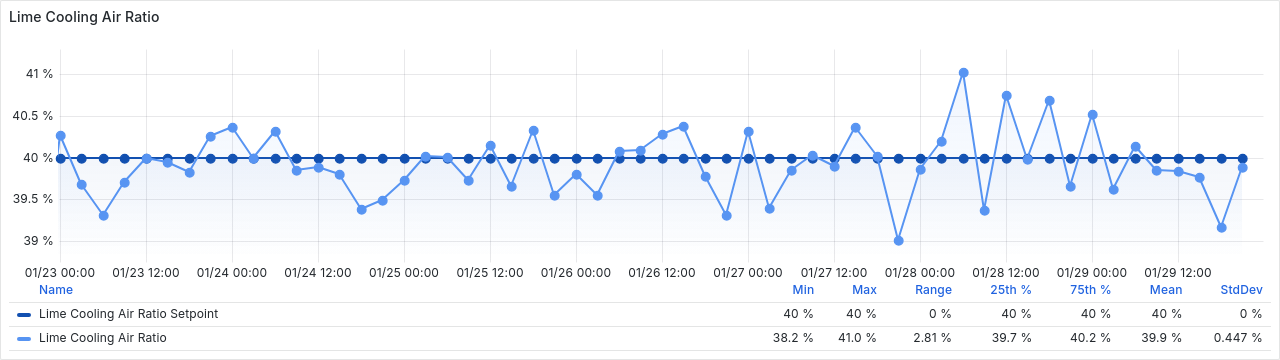 Lime Cooling Air Ratio
41 %
40.5 %
40 %
39.5 %
39 %
01/23 00:00 01/23 12:00 01/24 00:00 01/24 12:00 01/25 00:00 01/25 12:00 01/26 00:00 01/26 12:00 01/27 00:00 01/27 12:00 01/28 00:00 01/28 12:00 01/29 00:00 01/29 12:00
Name Min Max Range 25th % 75th % Mean StdDev
Lime Cooling Air Ratio Setpoint 40 % 40 % 0 % 40 % 40 % 40 % 0 %
Lime Cooling Air Ratio 38.2 % 41.0 % 2.81 % 39.7 % 40.2 % 39.9 % 0.447 %